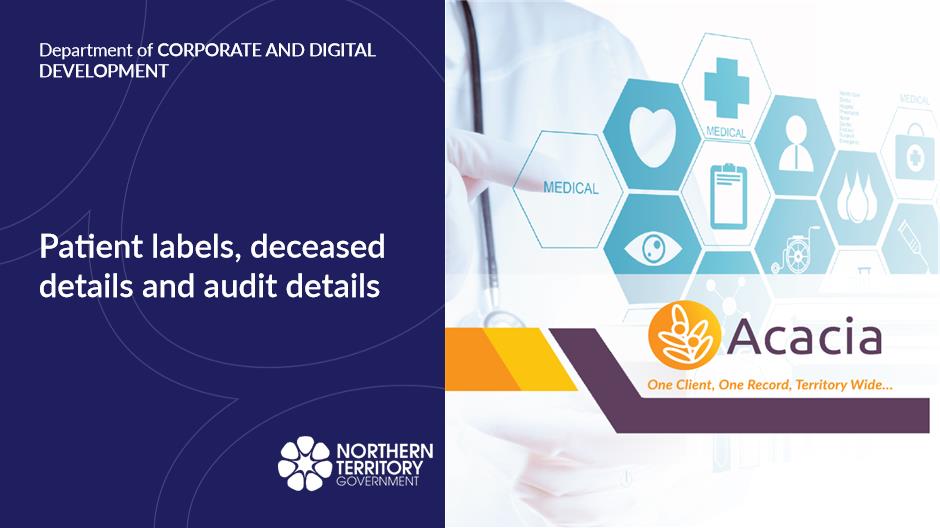 Department of CORPORATE AND DIGITAL
DEVELOPMENT
Patient labels, deceased
details and audit details
NORTHERN
TERRITORY
GOVERNMENT
MEDICAL
MEDICAL
MEDICAL
Acacia
One Client, One Record, Territory Wide...